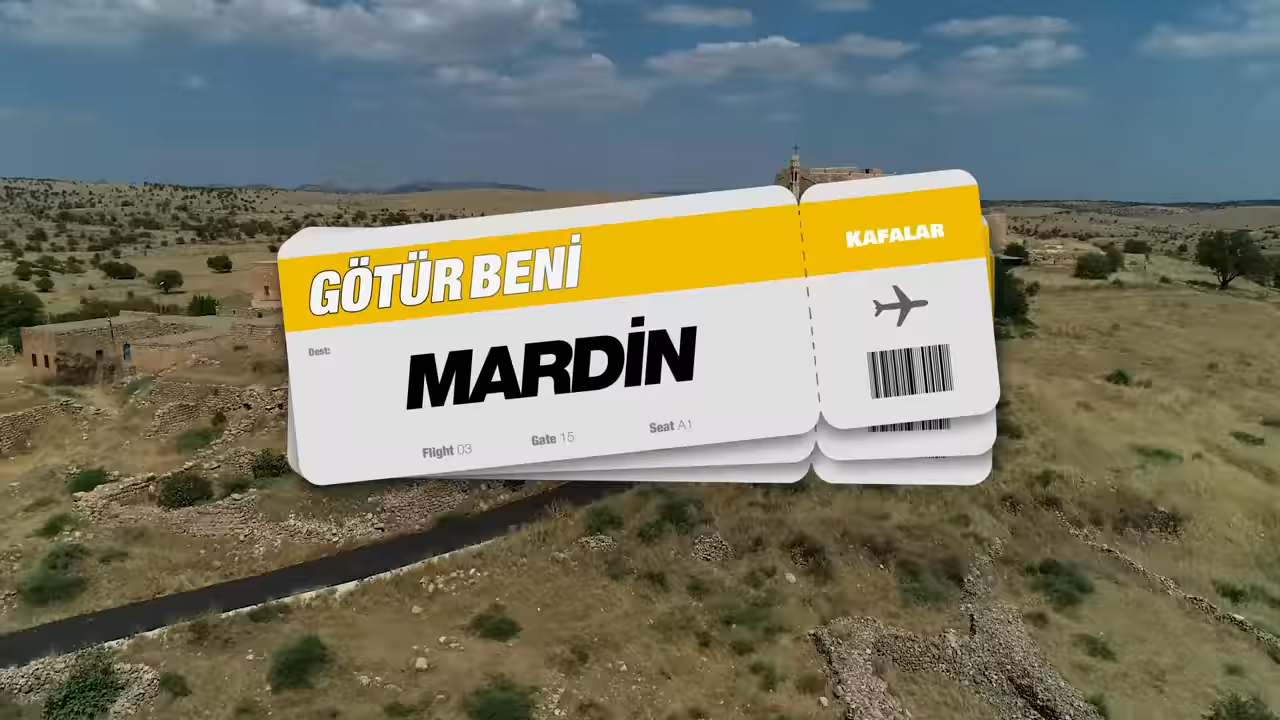 GÖTÜR BENİ
KAFALAR
Dest:
MARDİN
Flight 03
Gate 15
Seat A1